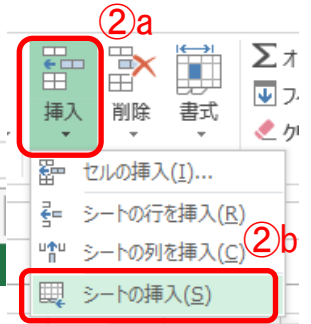 ②a
挿入
削除
書式
Σオ
フ
ク
セルの挿入(I)...
シートの行を挿入(R)
シートの列を挿入(C)
②b
シートの挿入(S)